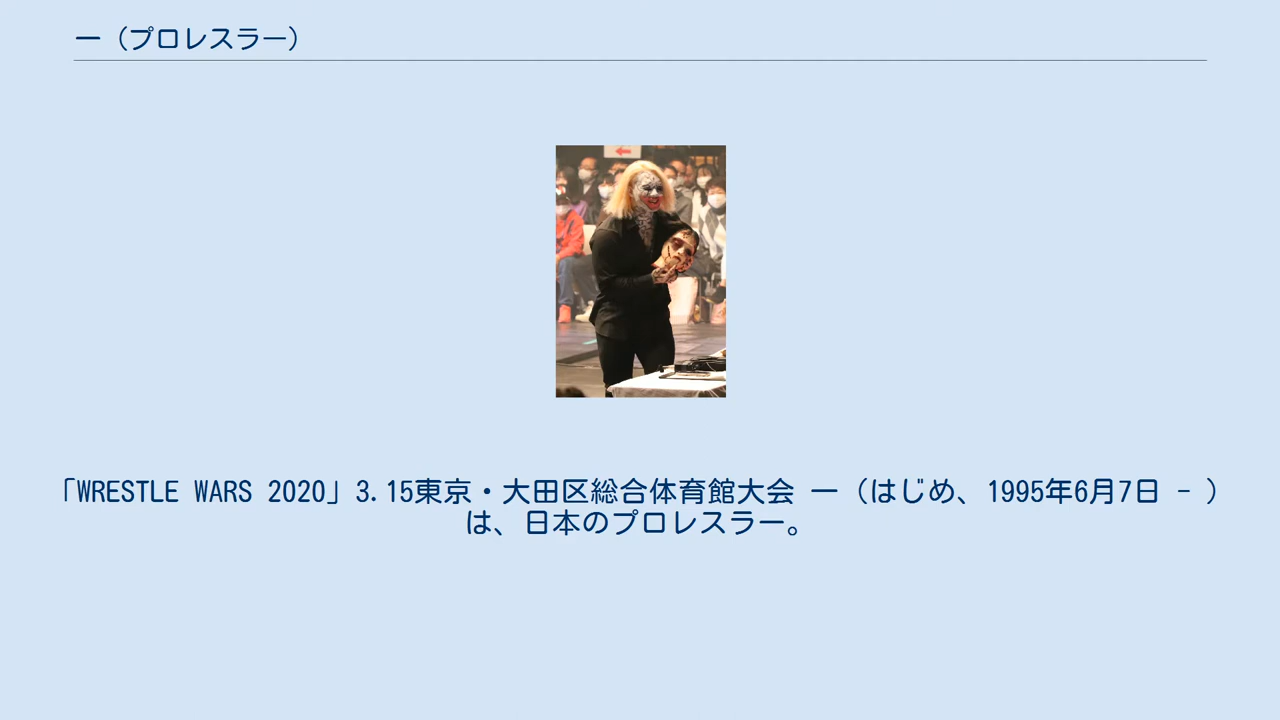 一（プロレスラー）
「WRESTLE WARS 2020」3.15東京・大田区総合体育館大会 一（はじめ、1995年6月7日 - ）
は、日本のプロレスラー。